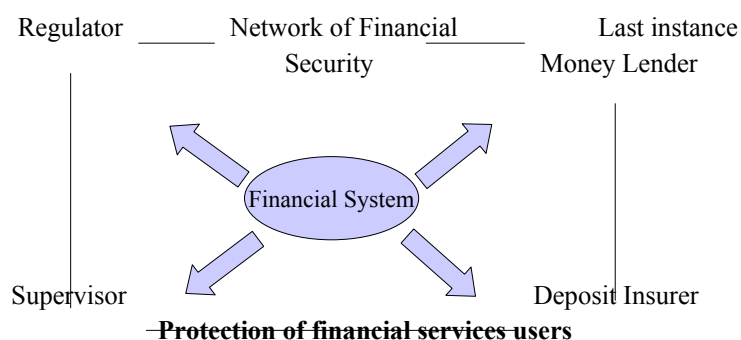 Regulator
Network of Financial
Security
Last instance
Money Lender
Financial System
Supervisor
Deposit Insurer
Protection of financial services users